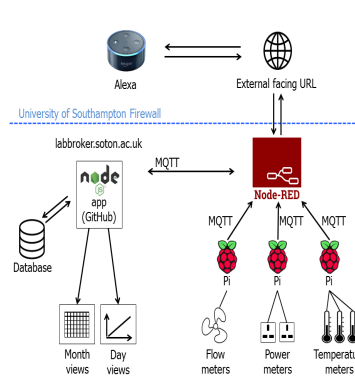 Alexa
External facing URL
University of Southampton Firewall
labbroker.soton.ac.uk
MQTT
node
JS
app
(GitHub)
Node-RED
Database
MQTT
MQTT
MQTT
Pi
Pi
Pi
Month
views
Day
views
Flow
meters
Power
meters
Temperatu
meters